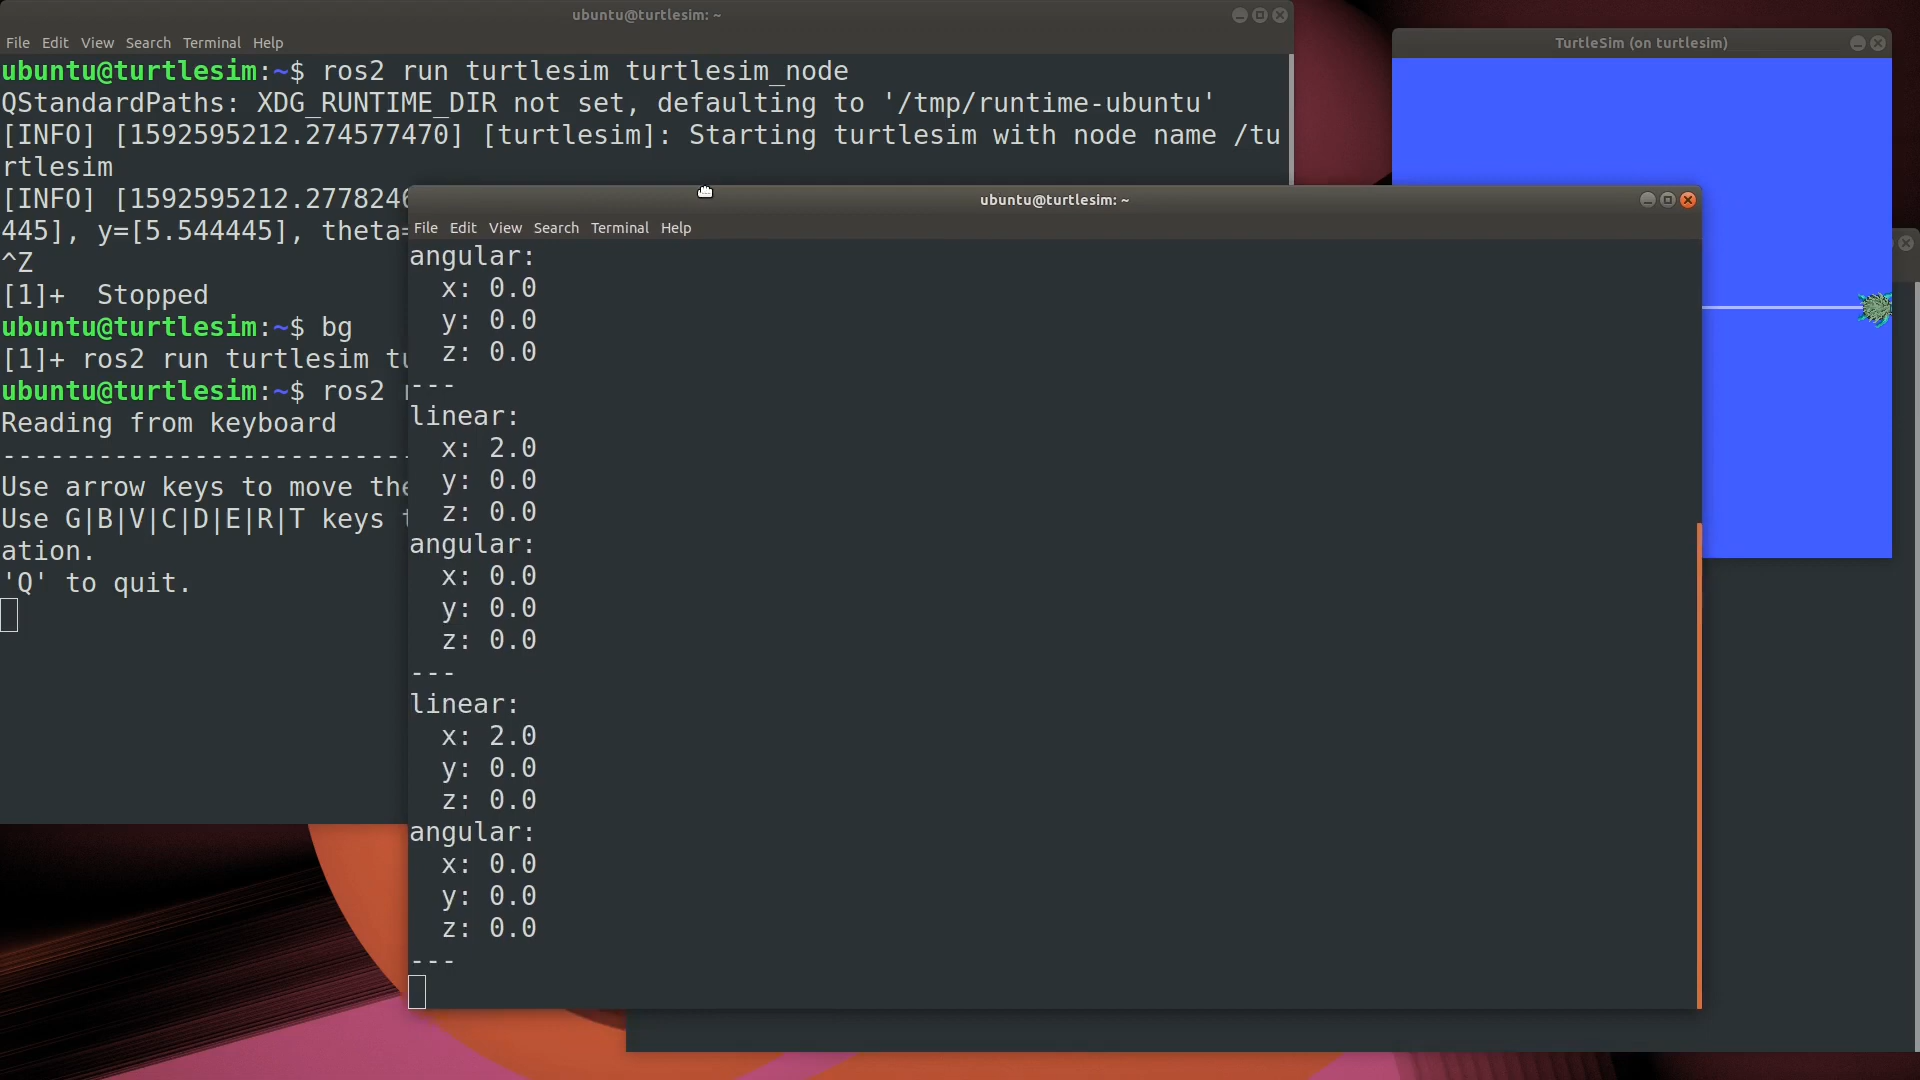 ubuntu@turtlesim: ~
File Edit View Search Terminal Help
ubuntu@turtlesim:~$ ros2 run turtlesim turtlesim_node
QStandardPaths: XDG_RUNTIME_DIR not set, defaulting to '/tmp/runtime-ubuntu'
[INFO] [1592595212.274577470] [turtlesim]: Starting turtlesim with node name /tu
rtlesim
[INFO] [1592595212.2778246
445], y=[5.544445], theta=
^Z
[1]+  Stopped
ubuntu@turtlesim:~$ bg
[1]+ ros2 run turtlesim tu
ubuntu@turtlesim:~$ ros2
Reading from keyboard
--------------------------
Use arrow keys to move the
Use G|B|V|C|D|E|R|T keys
ation.
'Q' to quit.
TurtleSim (on turtlesim)
ubuntu@turtlesim: ~
File Edit View Search Terminal Help
angular:
  x: 0.0
  y: 0.0
  z: 0.0
---
linear:
  x: 2.0
  y: 0.0
  z: 0.0
angular:
  x: 0.0
  y: 0.0
  z: 0.0
---
linear:
  x: 2.0
  y: 0.0
  z: 0.0
angular:
  x: 0.0
  y: 0.0
  z: 0.0
---